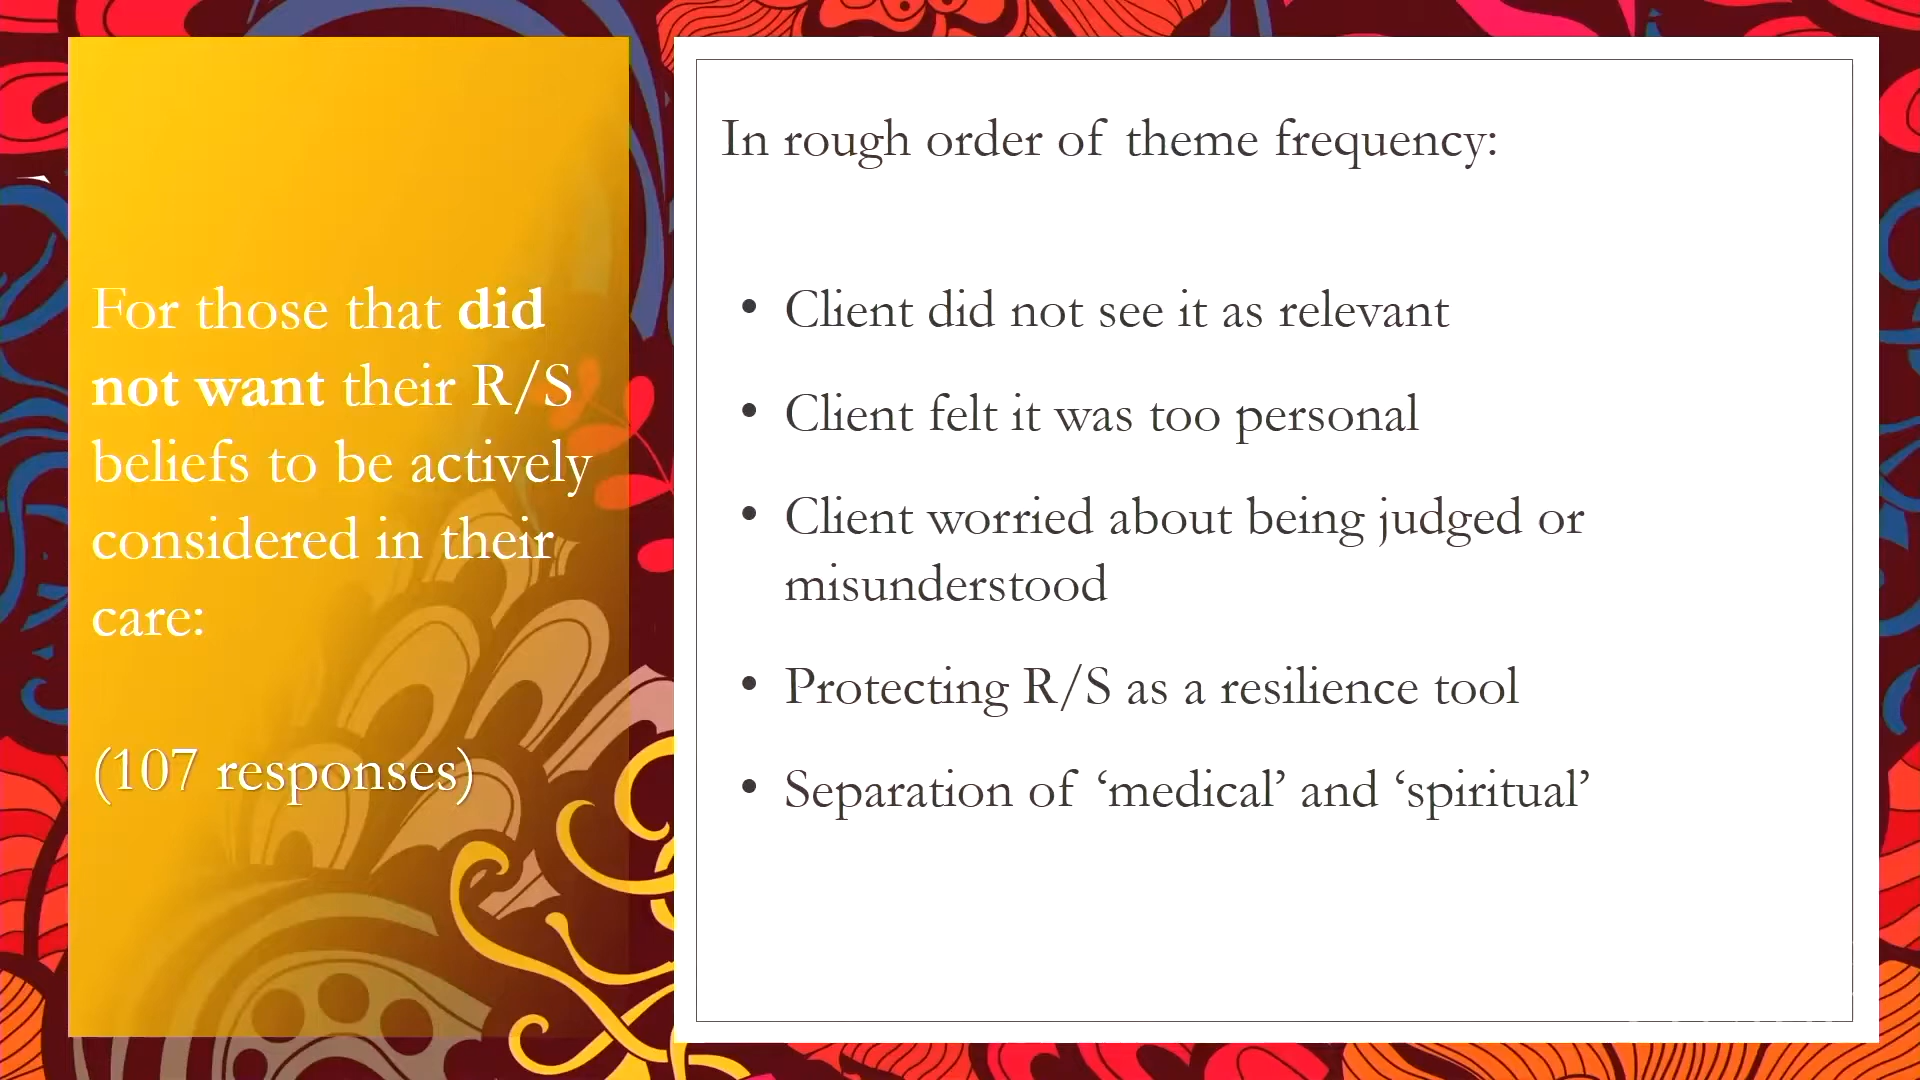 For those that did
not want their R/S
beliefs to be actively
considered in their
care:
(107 responses)
In rough order of theme frequency:
• Client did not see it as relevant
• Client felt it was too personal
• Client worried about being judged or
misunderstood
• Protecting R/S as a resilience tool
• Separation of ‘medical’ and ‘spiritual’